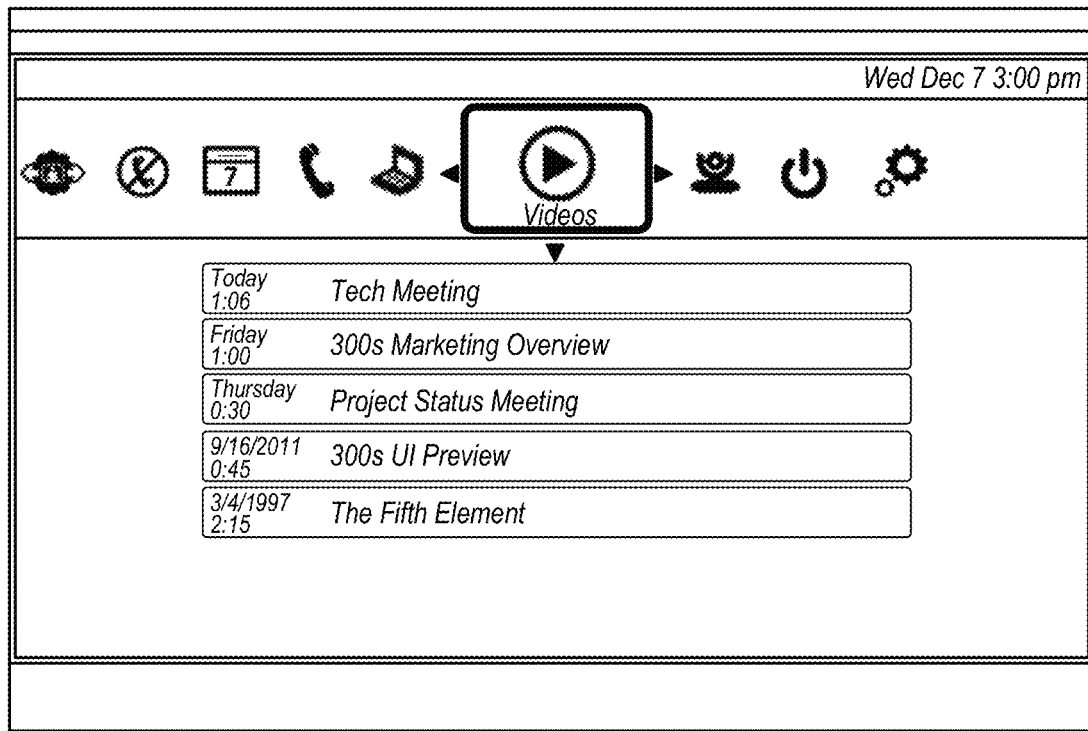 Wed Dec 7 3:00 pm
7
Videos
Today
1:06
Tech Meeting
Friday
1:00
300s Marketing Overview
Thursday
0:30
Project Status Meeting
9/16/2011
0:45
300s UI Preview
3/4/1997
2:15
The Fifth Element